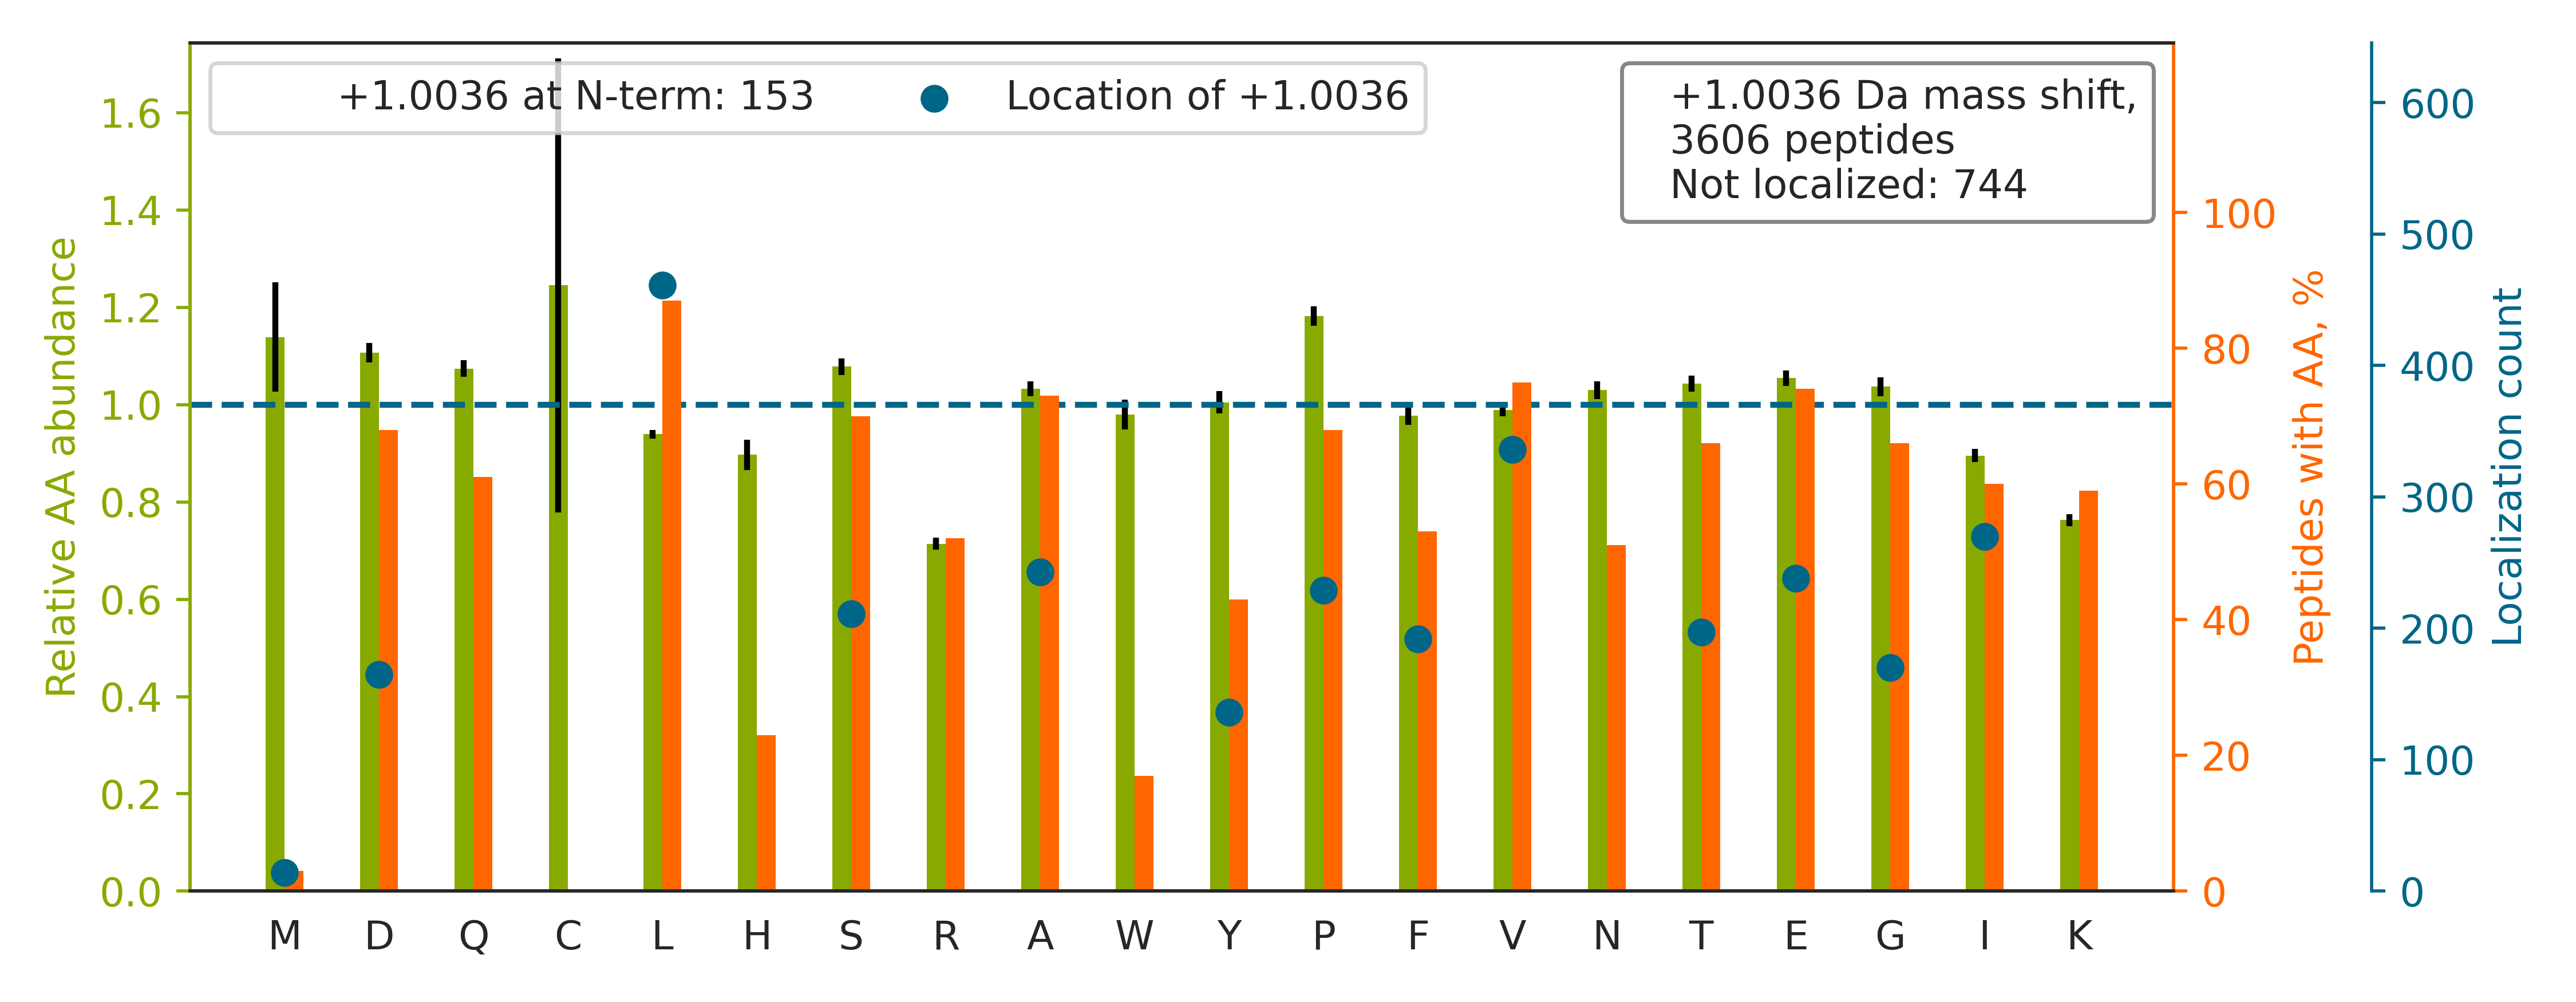 +1.0036 at N-term: 153
Location of +1.0036
+1.0036 Da mass shift,
3606 peptides
Not localized: 744
Relative AA abundance
1.6
1.4
1.2
1.0
0.8
0.6
0.4
0.2
0.0
100
80
60
40
20
0
Peptides with AA, %
600
500
400
300
200
100
0
Localization count
M D Q C L H S R A W Y P F V N T E G I K